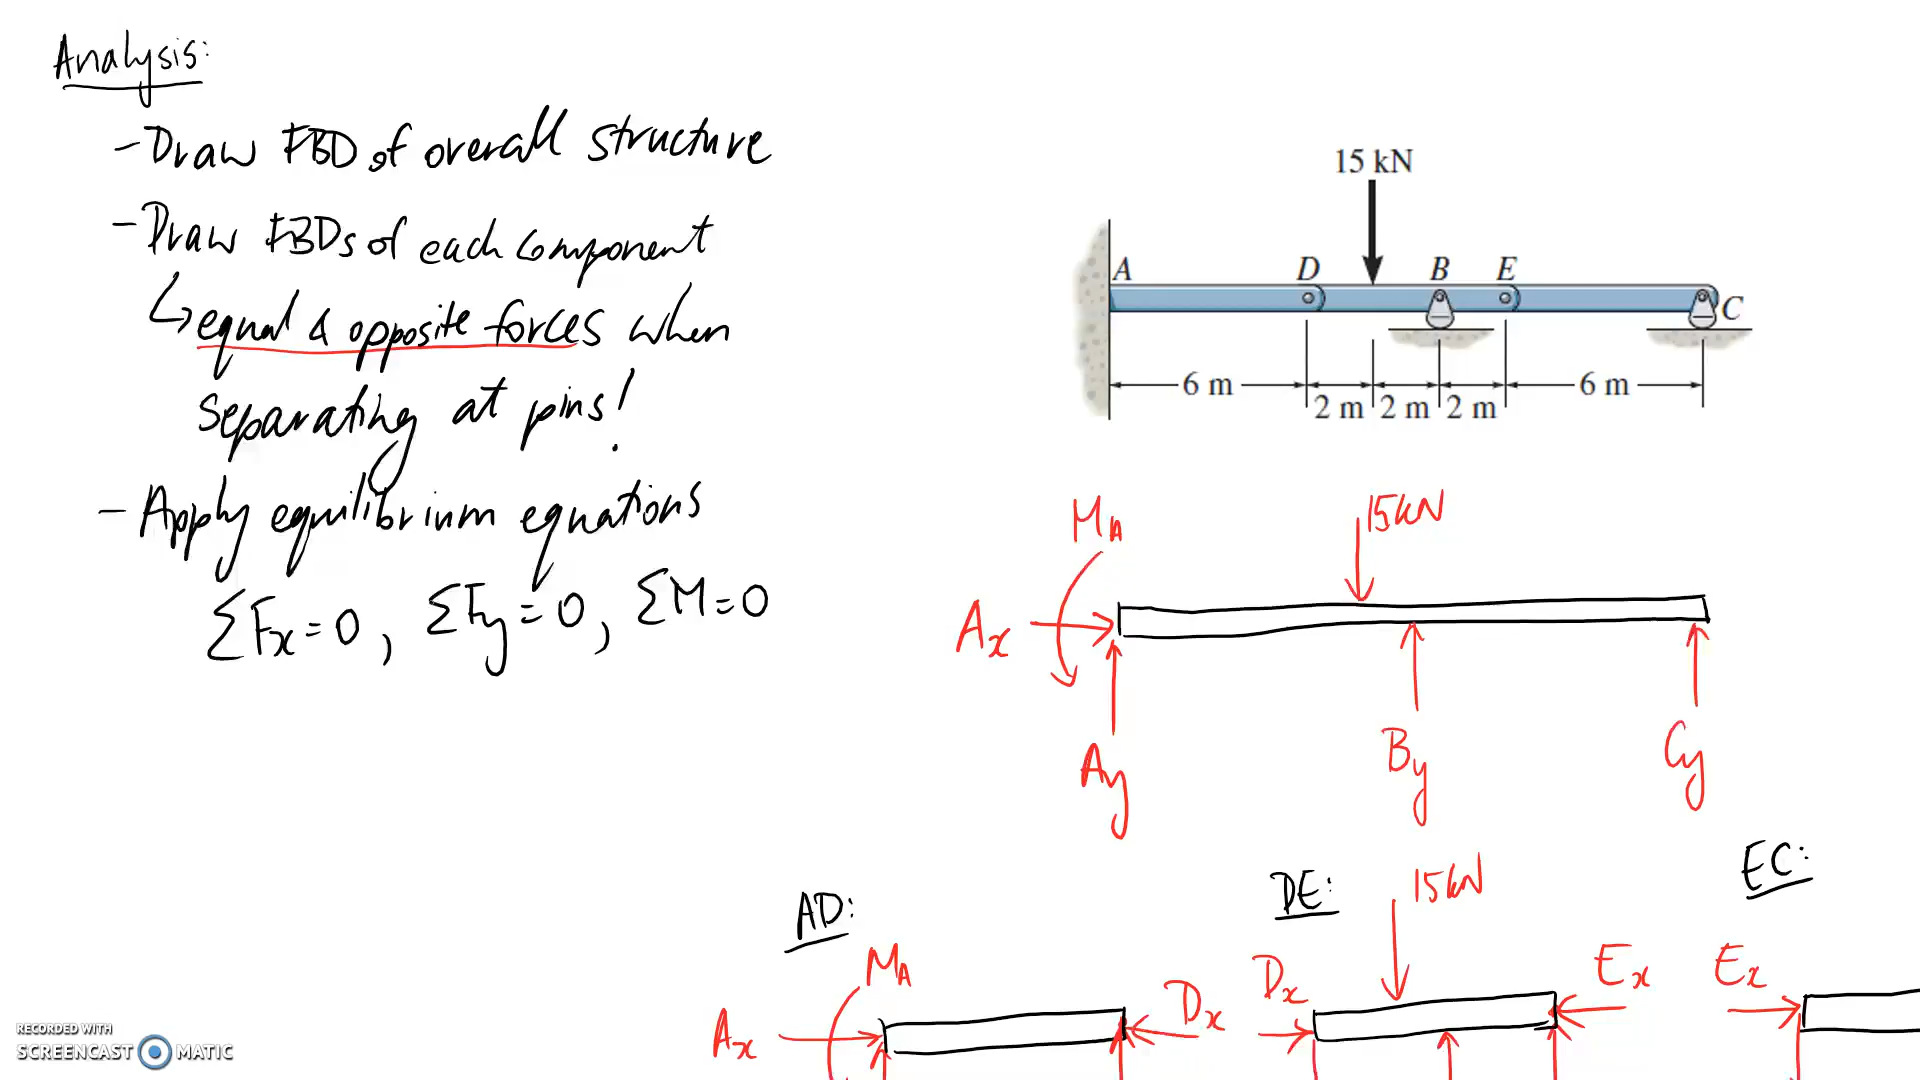 Analysis:
- Draw FBD of overall structure
- Draw FBDs of each component
↳ equal & opposite forces when
separating at pins!
- Apply equilibrium equations
ΣFx = 0, ΣFy = 0, ΣM = 0
15 kN
A D B E
C
6 m 6 m
2 m 2 m 2 m
MA 15kN
Ax
Ay By Cy
AD: DE: 15kN EC:
MA
Ax Dx Dx Ex Ex
RECORDED WITH
SCREENCAST MATIC